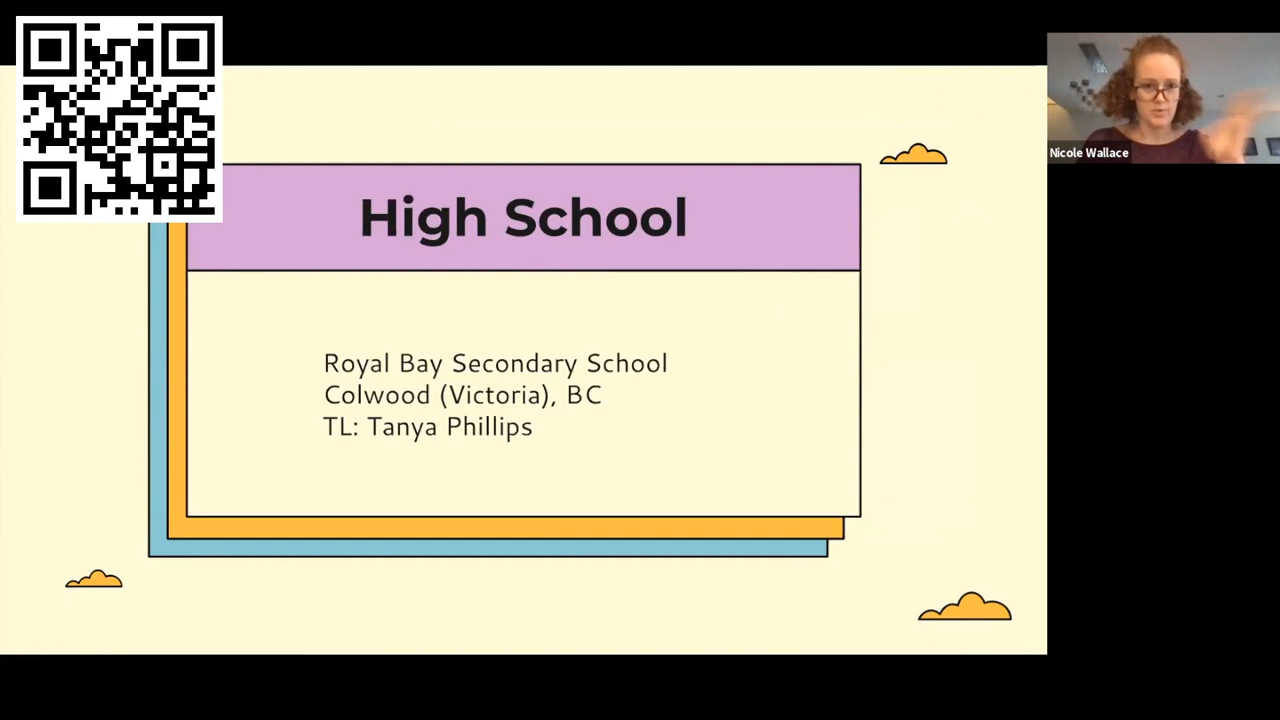 High School
Royal Bay Secondary School
Colwood (Victoria), BC
TL: Tanya Phillips
Nicole Wallace